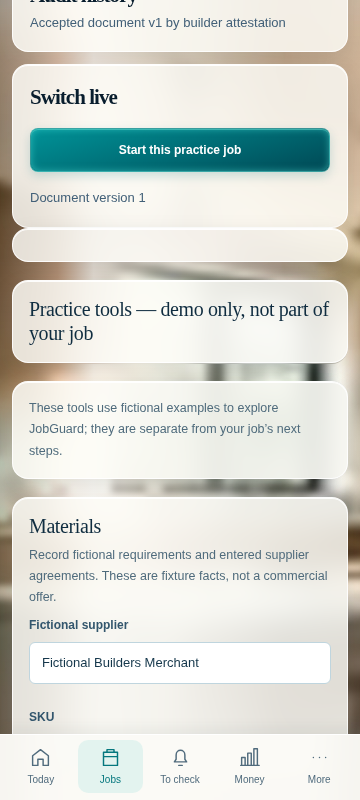 Audit history
Accepted document v1 by builder attestation
Switch live
Start this practice job
Document version 1
Practice tools — demo only, not part of
your job
These tools use fictional examples to explore
JobGuard; they are separate from your job's next
steps.
Materials
Record fictional requirements and entered supplier
agreements. These are fixture facts, not a commercial
offer.
Fictional supplier
Fictional Builders Merchant
SKU
Today
Jobs
To check
Money
More